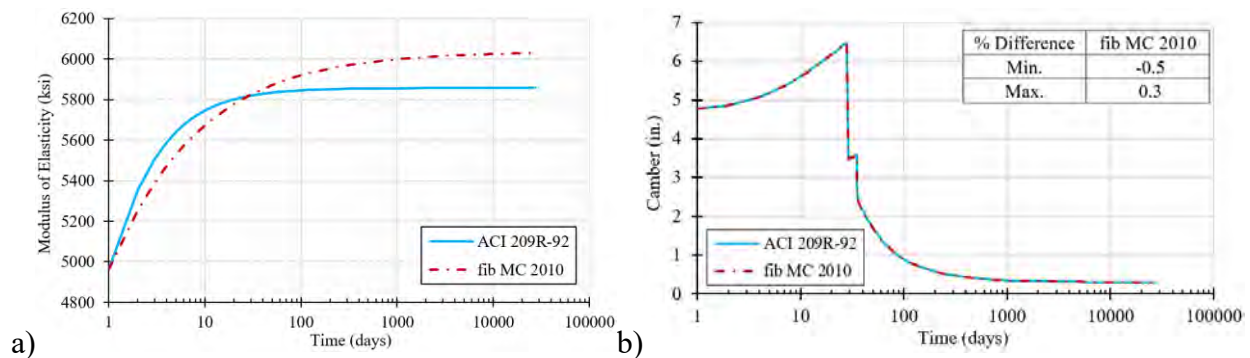 6200
6000
5800
5600
5400
5200
5000
4800
Modulus of Elasticity (ksi)
ACI 209R-92
fib MC 2010
1 10 100 1000 10000 100000
Time (days)
a)
7
6
5
4
3
2
1
0
Camber (in.)
% Difference fib MC 2010
Min. -0.5
Max. 0.3
ACI 209R-92
fib MC 2010
1 10 100 1000 10000 100000
Time (days)
b)